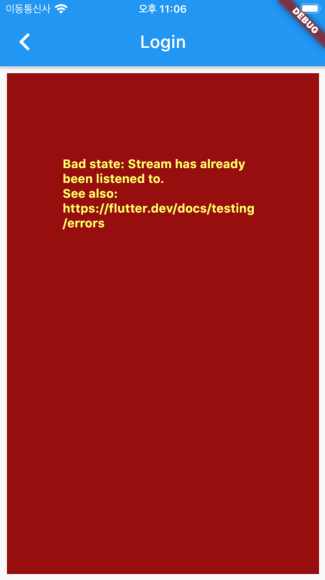 이동통신사 오후 11:06
DEBUG
Login
Bad state: Stream has already
been listened to.
See also:
https://flutter.dev/docs/testing
/errors